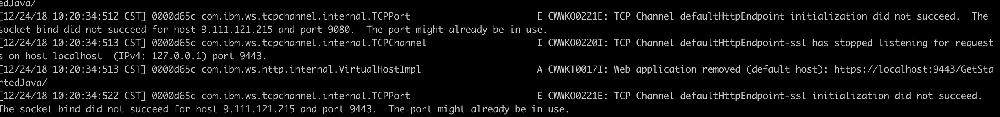 edJava/
[12/24/18 10:20:34:512 CST] 0000d65c com.ibm.ws.tcpchannel.internal.TCPPort                       E CWWKO0221E: TCP Channel defaultHttpEndpoint initialization did not succeed.  The
socket bind did not succeed for host 9.111.121.215 and port 9080.  The port might already be in use.
[12/24/18 10:20:34:513 CST] 0000d65c com.ibm.ws.tcpchannel.internal.TCPChannel                    I CWWKO0220I: TCP Channel defaultHttpEndpoint-ssl has stopped listening for request
s on host localhost  (IPv4: 127.0.0.1) port 9443.
[12/24/18 10:20:34:513 CST] 0000d65c com.ibm.ws.http.internal.VirtualHostImpl                     A CWWKT0017I: Web application removed (default_host): https://localhost:9443/GetSta
rtedJava/
[12/24/18 10:20:34:522 CST] 0000d65c com.ibm.ws.tcpchannel.internal.TCPPort                       E CWWKO0221E: TCP Channel defaultHttpEndpoint-ssl initialization did not succeed.
The socket bind did not succeed for host 9.111.121.215 and port 9443.  The port might already be in use.